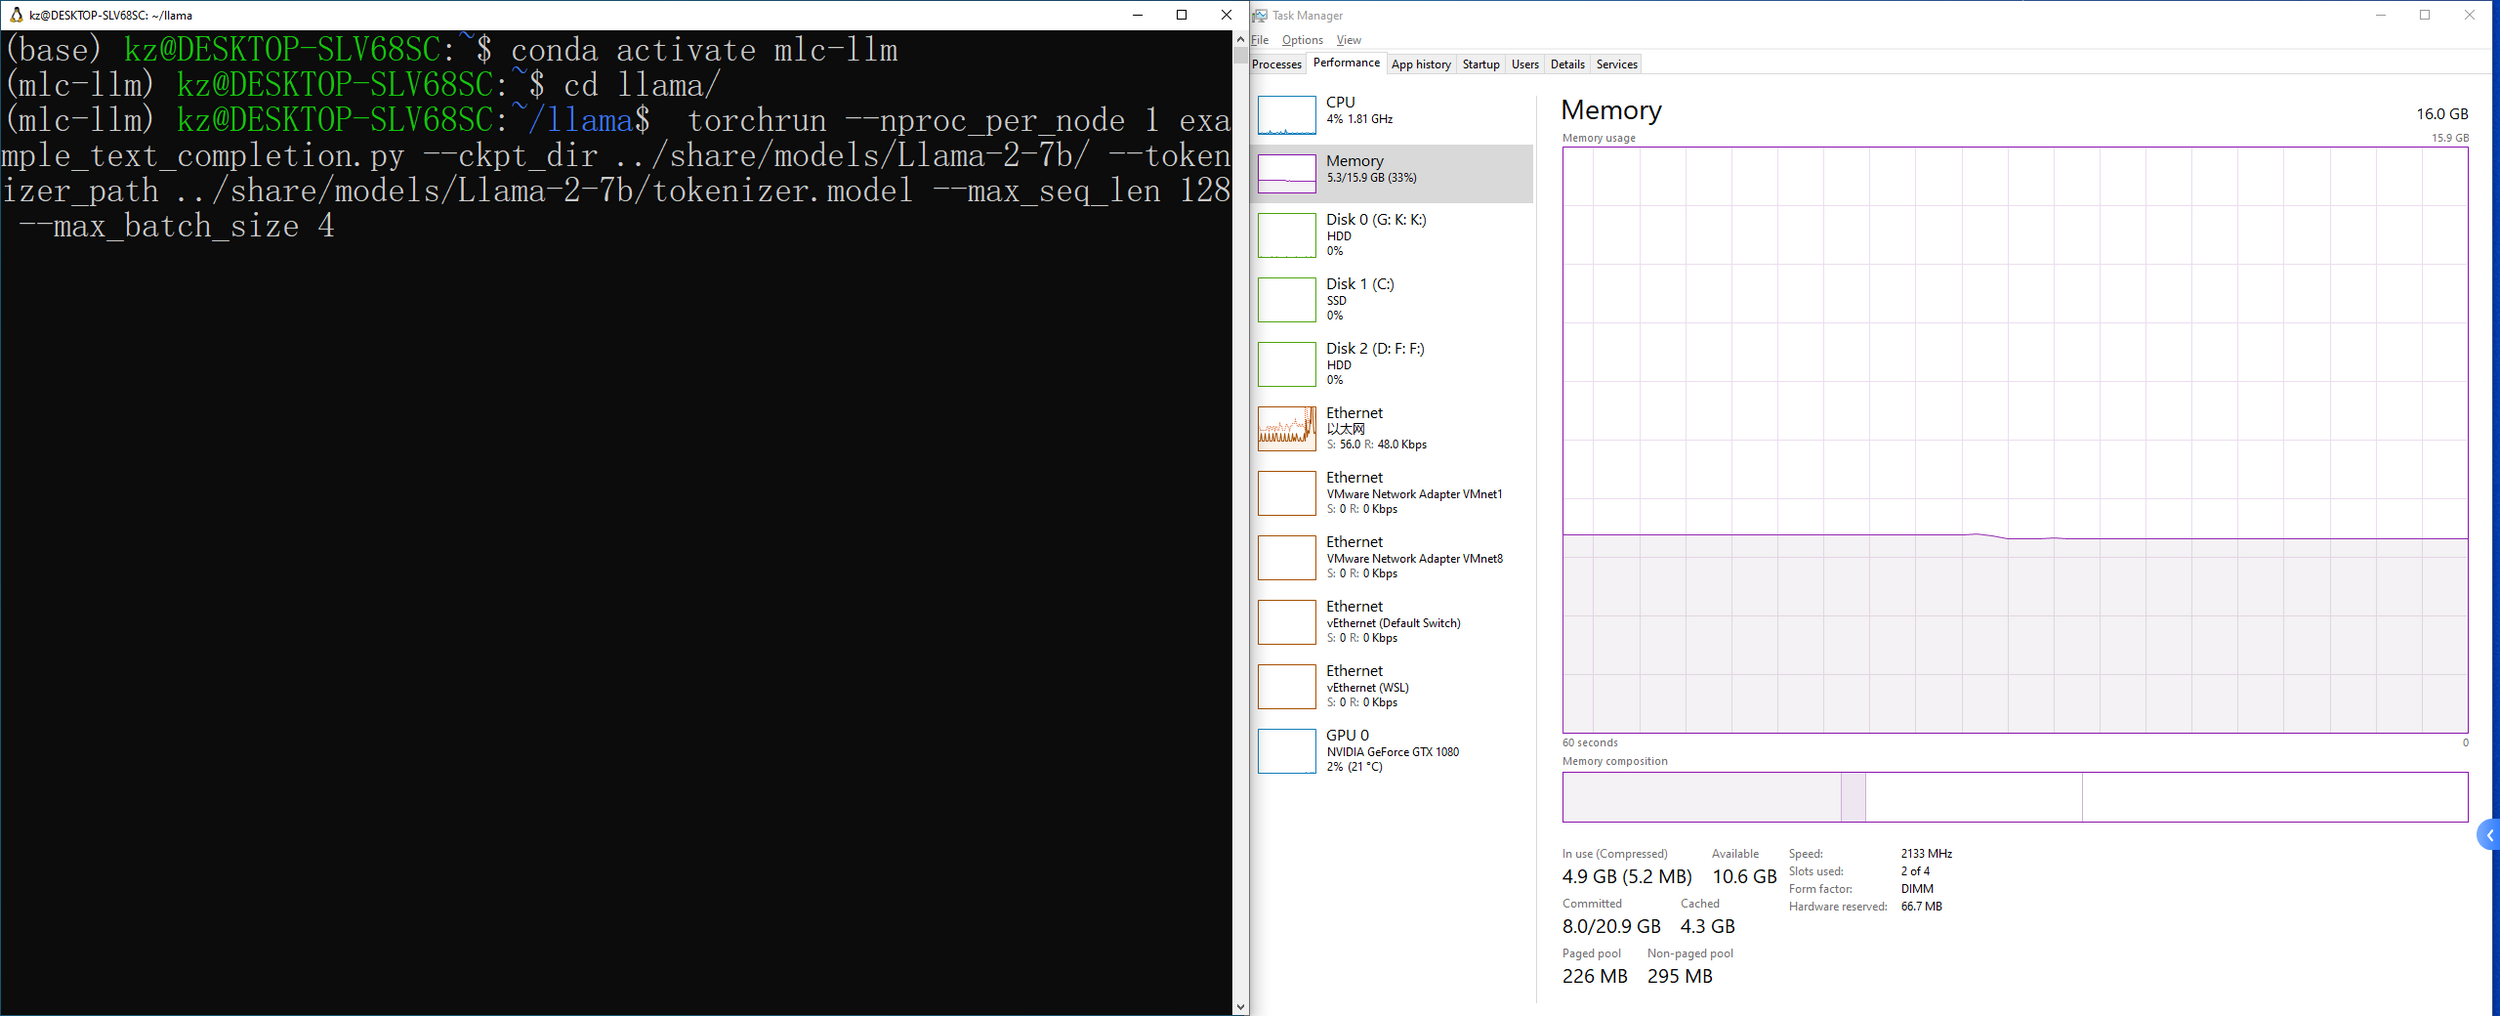 kz@DESKTOP-SLV68SC: ~/llama
(base) kz@DESKTOP-SLV68SC:~$ conda activate mlc-llm
(mlc-llm) kz@DESKTOP-SLV68SC:~$ cd llama/
(mlc-llm) kz@DESKTOP-SLV68SC:~/llama$  torchrun --nproc_per_node 1 exa
mple_text_completion.py --ckpt_dir ../share/models/Llama-2-7b/ --token
izer_path ../share/models/Llama-2-7b/tokenizer.model --max_seq_len 128
 --max_batch_size 4
Task Manager
File Options View
Processes Performance App history Startup Users Details Services
CPU
4% 1.81 GHz
Memory
5.3/15.9 GB (33%)
Disk 0 (G: K: K:)
HDD
0%
Disk 1 (C:)
SSD
0%
Disk 2 (D: F: F:)
HDD
0%
Ethernet
以太网
S: 56.0 R: 48.0 Kbps
Ethernet
VMware Network Adapter VMnet1
S: 0 R: 0 Kbps
Ethernet
VMware Network Adapter VMnet8
S: 0 R: 0 Kbps
Ethernet
vEthernet (Default Switch)
S: 0 R: 0 Kbps
Ethernet
vEthernet (WSL)
S: 0 R: 0 Kbps
GPU 0
NVIDIA GeForce GTX 1080
2% (21 °C)
Memory 16.0 GB
Memory usage 15.9 GB
60 seconds 0
Memory composition
In use (Compressed) Available
4.9 GB (5.2 MB) 10.6 GB
Committed Cached
8.0/20.9 GB 4.3 GB
Paged pool Non-paged pool
226 MB 295 MB
Speed: 2133 MHz
Slots used: 2 of 4
Form factor: DIMM
Hardware reserved: 66.7 MB